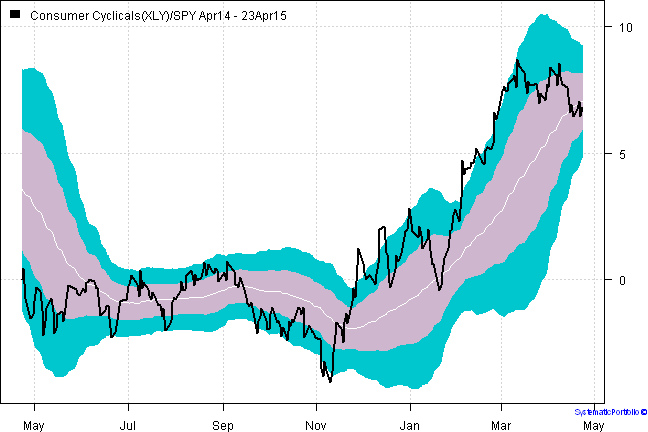 Consumer Cyclicals(XLY)/SPY Apr14 - 23Apr15
10
5
0
May Jul Sep Nov Jan Mar May
SystematicPortfolio ©